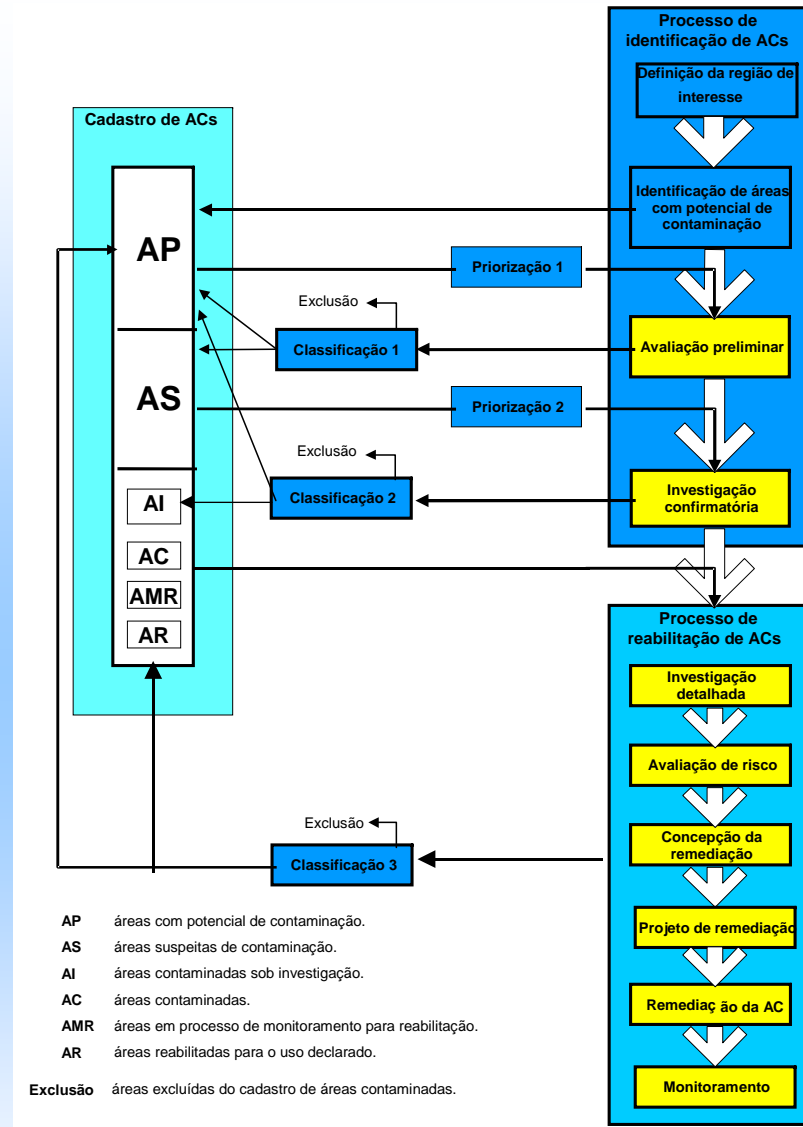 Processo de
identificação de ACs
Definição da região de
interesse
Cadastro de ACs
Identificação de áreas
com potencial de
contaminação
AP
Priorização 1
Exclusão
Classificação 1
Avaliação preliminar
AS
Priorização 2
Exclusão
Classificação 2
Investigação
confirmatória
AI
AC
AMR
AR
Processo de
reabilitação de ACs
Investigação
detalhada
Avaliação de risco
Exclusão
Classificação 3
Concepção da
remediação
Projeto de remediação
Remediaç ão da AC
Monitoramento
AP áreas com potencial de contaminação.
AS áreas suspeitas de contaminação.
AI áreas contaminadas sob investigação.
AC áreas contaminadas.
AMR áreas em processo de monitoramento para reabilitação.
AR áreas reabilitadas para o uso declarado.
Exclusão áreas excluídas do cadastro de áreas contaminadas.